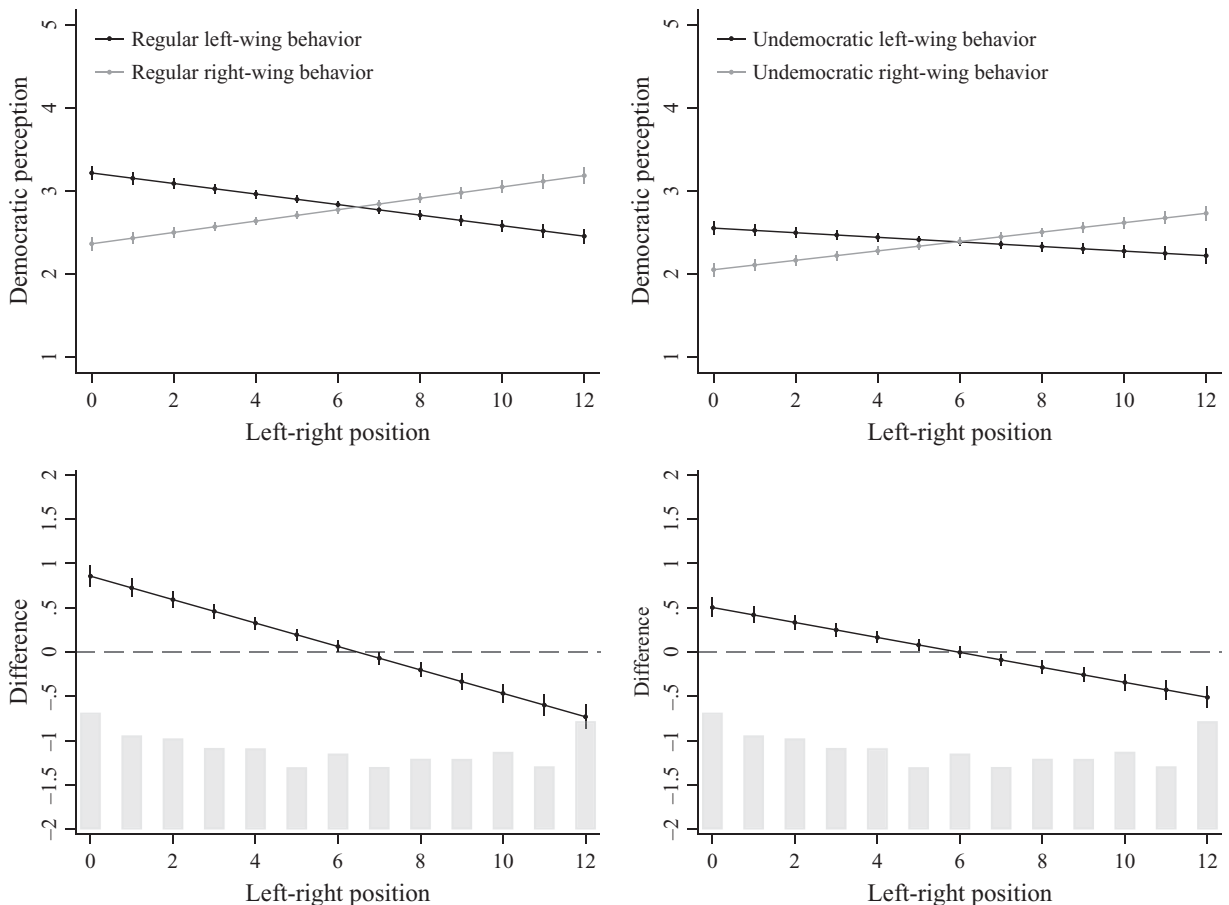 Democratic perception
5
4
3
2
1
Regular left-wing behavior
Regular right-wing behavior
0 2 4 6 8 10 12
Left-right position
Democratic perception
5
4
3
2
1
Undemocratic left-wing behavior
Undemocratic right-wing behavior
0 2 4 6 8 10 12
Left-right position
Difference
2
1.5
1
.5
0
−.5
−1
−1.5
−2
0 2 4 6 8 10 12
Left-right position
Difference
2
1.5
1
.5
0
−.5
−1
−1.5
−2
0 2 4 6 8 10 12
Left-right position